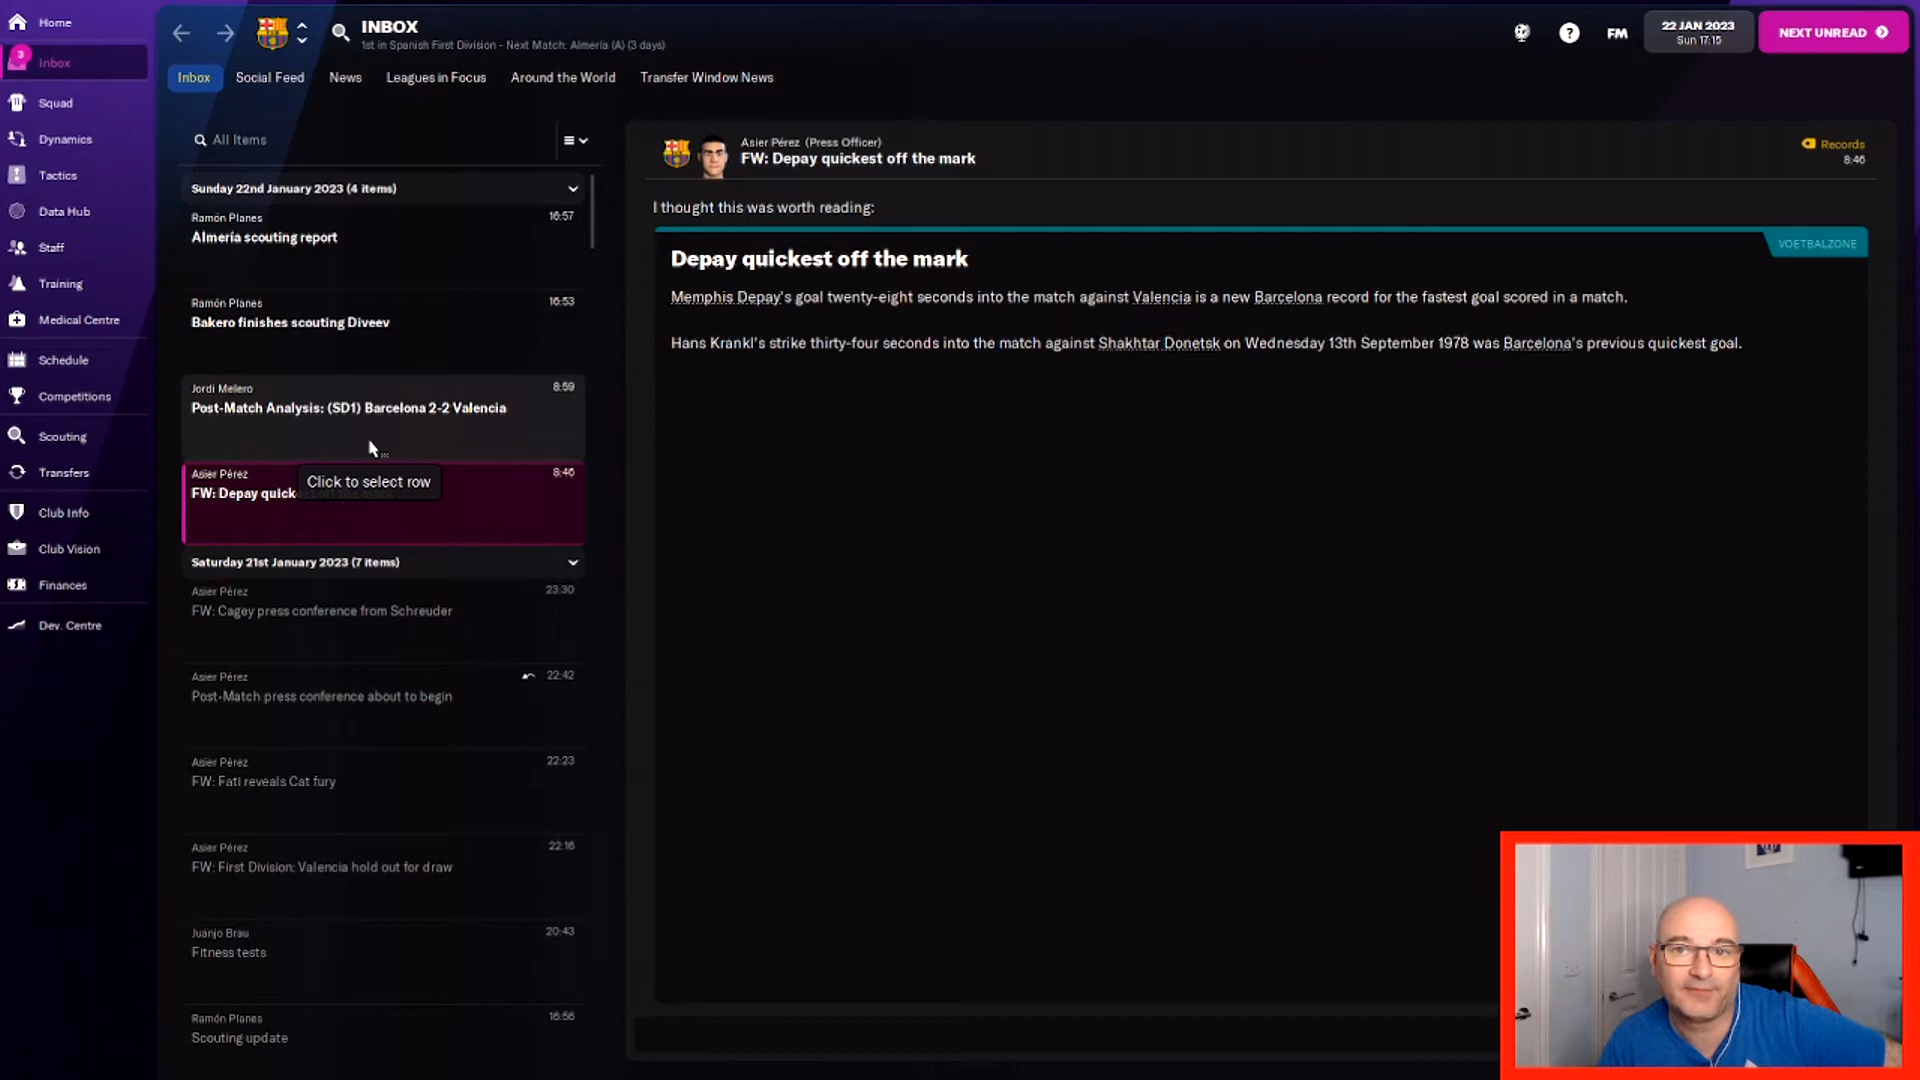 Home
3
Inbox
Squad
Dynamics
Tactics
Data Hub
Staff
Training
Medical Centre
Schedule
Competitions
Scouting
Transfers
Club Info
Club Vision
Finances
Dev. Centre
INBOX
1st in Spanish First Division - Next Match: Almería (A) (3 days)
FM
22 JAN 2023
Sun 17:15
NEXT UNREAD
Inbox
Social Feed
News
Leagues in Focus
Around the World
Transfer Window News
All Items
Sunday 22nd January 2023 (4 items)
Ramón Planes
16:57
Almería scouting report
Ramón Planes
16:53
Bakero finishes scouting Diveev
Jordi Melero
8:59
Post-Match Analysis: (SD1) Barcelona 2-2 Valencia
Asier Pérez
8:46
FW: Depay quick
Click to select row
Saturday 21st January 2023 (7 items)
Asier Pérez
23:30
FW: Cagey press conference from Schreuder
Asier Pérez
22:42
Post-Match press conference about to begin
Asier Pérez
22:23
FW: Fati reveals Cat fury
Asier Pérez
22:16
FW: First Division: Valencia hold out for draw
Juanjo Brau
20:43
Fitness tests
Ramón Planes
16:56
Scouting update
Asier Pérez (Press Officer)
FW: Depay quickest off the mark
Records
8:46
I thought this was worth reading:
VOETBALZONE
Depay quickest off the mark
Memphis Depay's goal twenty-eight seconds into the match against Valencia is a new Barcelona record for the fastest goal scored in a match.
Hans Krankl's strike thirty-four seconds into the match against Shakhtar Donetsk on Wednesday 13th September 1978 was Barcelona's previous quickest goal.